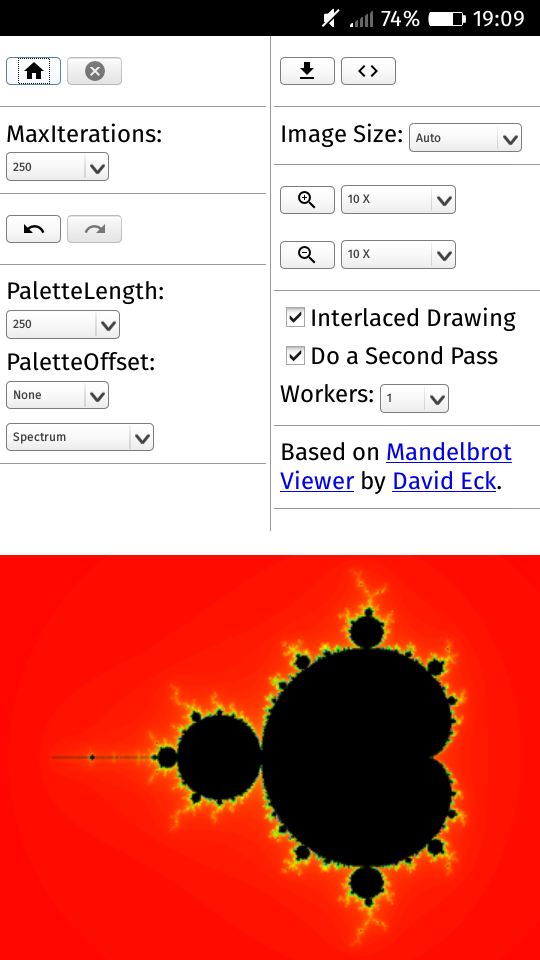 74% 19:09
MaxIterations:
250
PaletteLength:
250
PaletteOffset:
None
Spectrum
Image Size: Auto
10 X
10 X
Interlaced Drawing
Do a Second Pass
Workers: 1
Based on Mandelbrot
Viewer by David Eck.